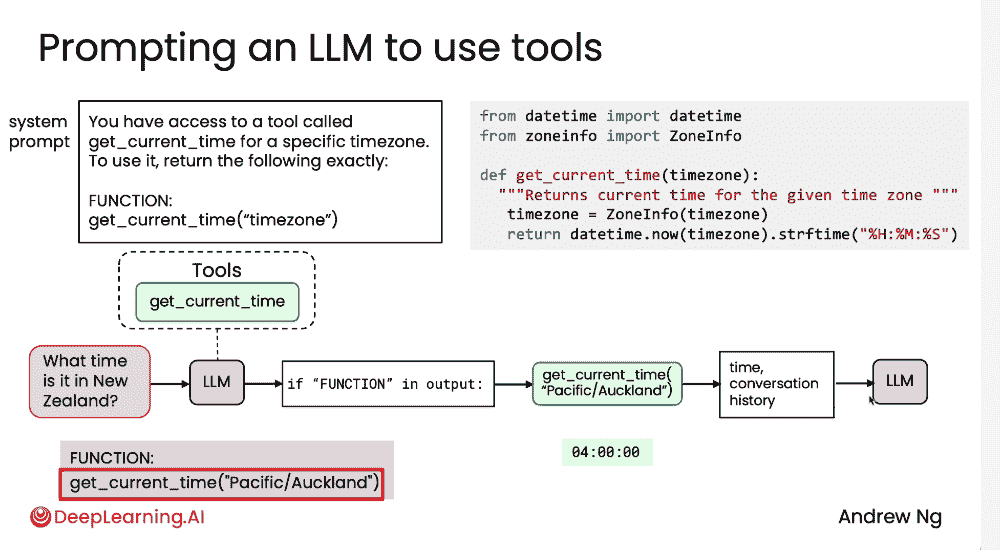 Prompting an LLM to use tools
system
prompt
You have access to a tool called
get_current_time for a specific timezone.
To use it, return the following exactly:
FUNCTION:
get_current_time(“timezone”)
from datetime import datetime
from zoneinfo import ZoneInfo
def get_current_time(timezone):
"""Returns current time for the given time zone """
timezone = ZoneInfo(timezone)
return datetime.now(timezone).strftime("%H:%M:%S")
Tools
get_current_time
What time
is it in New
Zealand?
LLM
if “FUNCTION” in output:
get_current_time(
“Pacific/Auckland”)
time,
conversation
history
LLM
FUNCTION:
get_current_time("Pacific/Auckland")
04:00:00
DeepLearning.AI
Andrew Ng